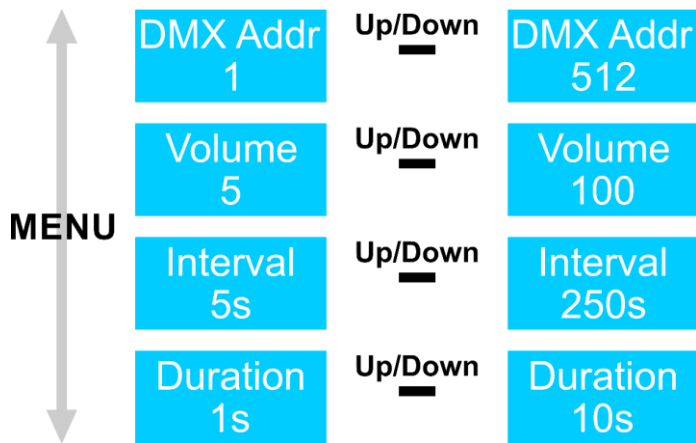 DMX Addr Up/Down DMX Addr
1 512
Volume Up/Down Volume
5 100
MENU
Interval Up/Down Interval
5s 250s
Duration Up/Down Duration
1s 10s